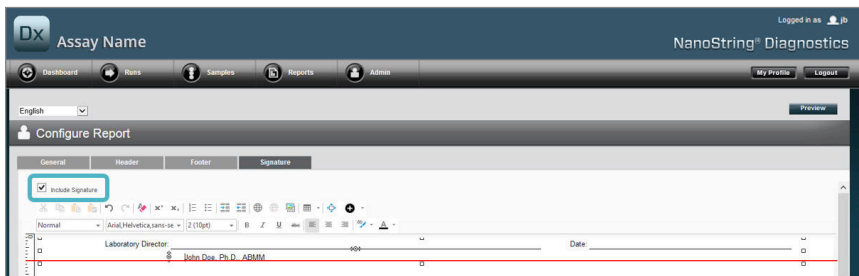 Logged in as jb
Dx Assay Name
NanoString® Diagnostics
Dashboard Runs Samples Reports Admin My Profile Logout
English Preview
Configure Report
General Header Footer Signature
Include Signature
Normal Arial,Helvetica,sans-se 2 (10pt) B I U abc A
Laboratory Director: Date:
John Doe, Ph.D., ABMM